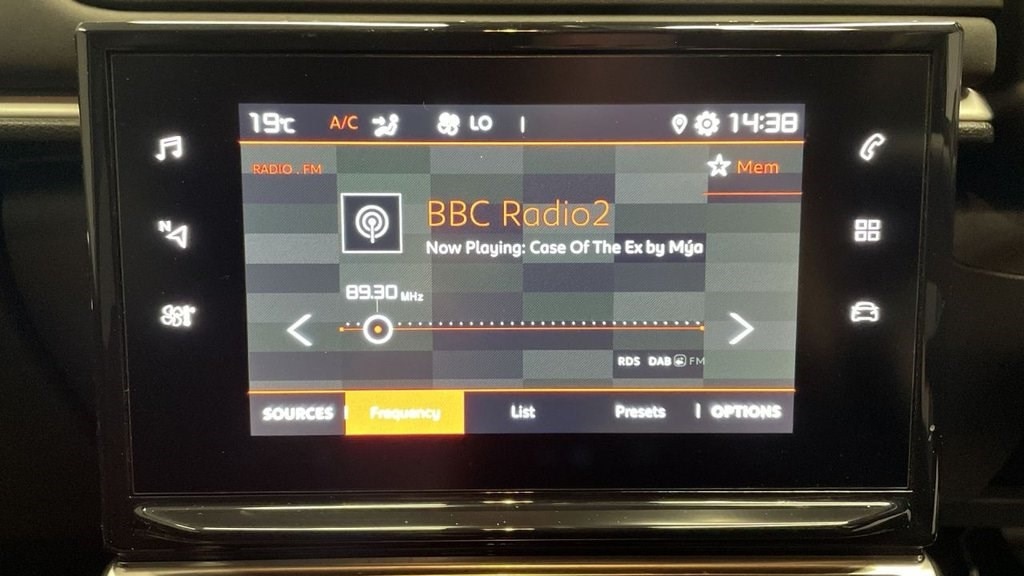 19°C A/C LO 14:38
RADIO . FM
Mem
BBC Radio2
Now Playing: Case Of The Ex by Mýa
N
89.30 MHz
RDS DAB FM
SOURCES Frequency List Presets OPTIONS